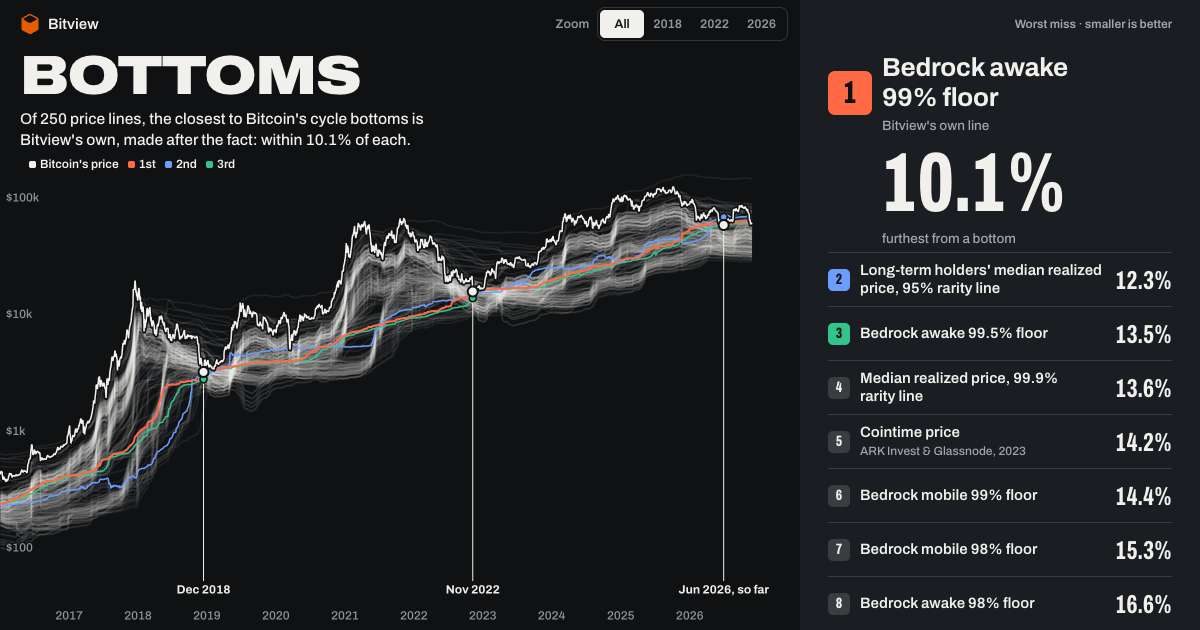 Bitview
Zoom
All
2018
2022
2026
BOTTOMS
Of 250 price lines, the closest to Bitcoin's cycle bottoms is
Bitview's own, made after the fact: within 10.1% of each.
Bitcoin's price
1st
2nd
3rd
$100k
$10k
$1k
$100
Dec 2018
Nov 2022
Jun 2026, so far
2017
2018
2019
2020
2021
2022
2023
2024
2025
2026
Worst miss · smaller is better
1
Bedrock awake
99% floor
Bitview's own line
10.1%
furthest from a bottom
2
Long-term holders' median realized
price, 95% rarity line
12.3%
3
Bedrock awake 99.5% floor
13.5%
4
Median realized price, 99.9%
rarity line
13.6%
5
Cointime price
ARK Invest & Glassnode, 2023
14.2%
6
Bedrock mobile 99% floor
14.4%
7
Bedrock mobile 98% floor
15.3%
8
Bedrock awake 98% floor
16.6%